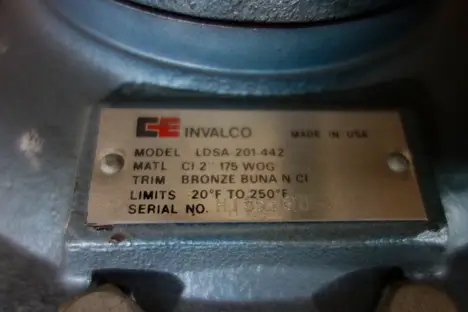 CE INVALCO MADE IN USA
MODEL LDSA-201-442
MATL CI 2" 175 WOG
TRIM BRONZE BUNA N CI
LIMITS -20°F TO 250°F
SERIAL NO.